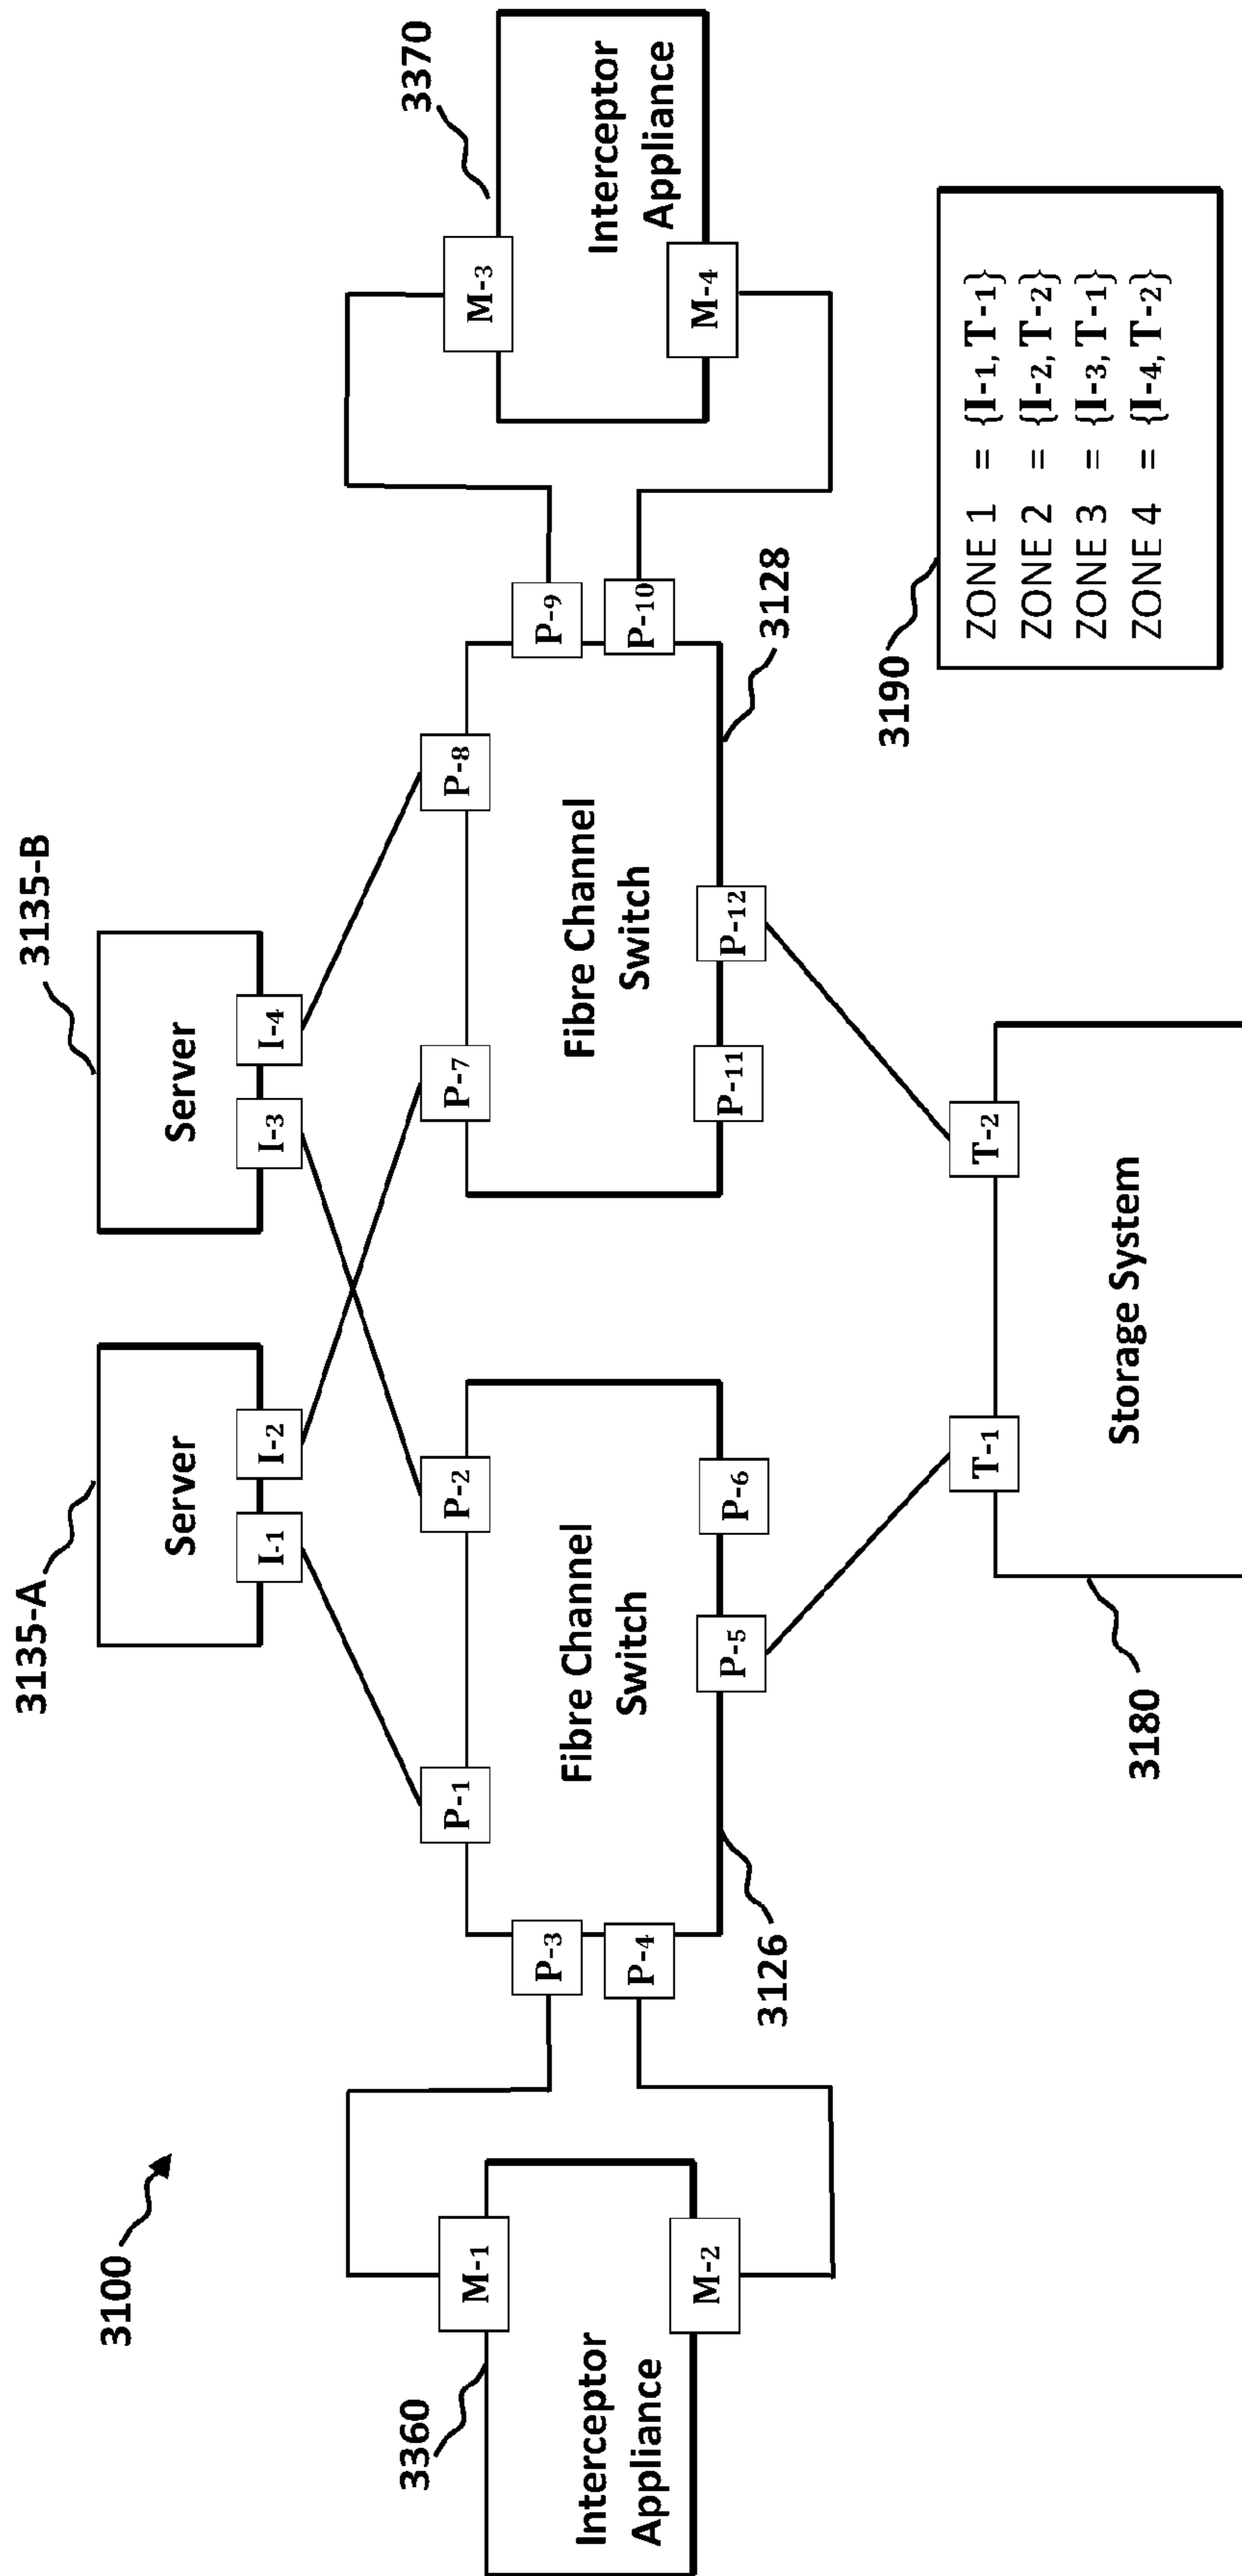 3100
3135-A
3135-B
Server
I-1
I-2
Server
I-3
I-4
3360
Interceptor
Appliance
M-1
M-2
P-1
P-2
P-3
P-4
Fibre Channel
Switch
P-5
P-6
3126
P-7
P-8
P-9
P-10
Fibre Channel
Switch
P-11
P-12
3128
3370
M-3
Interceptor
Appliance
M-4
T-1
T-2
Storage System
3180
3190
ZONE 1 = {I-1, T-1}
ZONE 2 = {I-2, T-2}
ZONE 3 = {I-3, T-1}
ZONE 4 = {I-4, T-2}